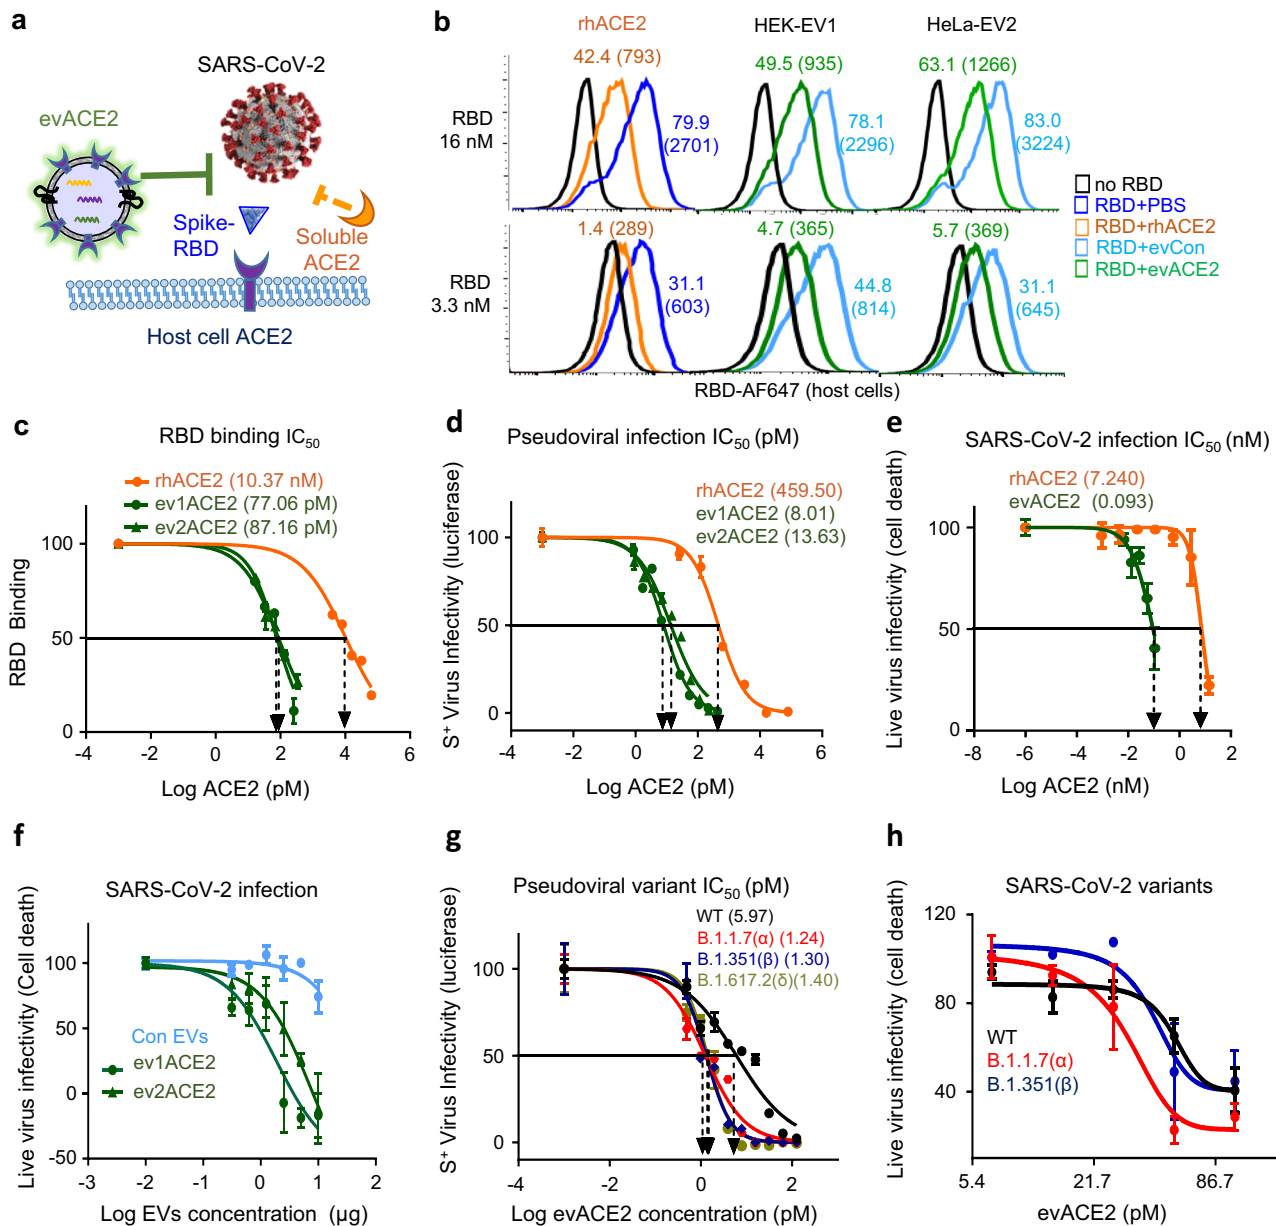 a
SARS-CoV-2
evACE2
Spike-
RBD
Soluble
ACE2
Host cell ACE2
b
rhACE2
HEK-EV1
HeLa-EV2
42.4 (793)
49.5 (935)
63.1 (1266)
RBD
16 nM
79.9
(2701)
78.1
(2296)
83.0
(3224)
no RBD
RBD+PBS
RBD+rhACE2
RBD+evCon
RBD+evACE2
1.4 (289)
4.7 (365)
5.7 (369)
RBD
3.3 nM
31.1
(603)
44.8
(814)
31.1
(645)
RBD-AF647 (host cells)
c
RBD binding IC50
rhACE2 (10.37 nM)
ev1ACE2 (77.06 pM)
ev2ACE2 (87.16 pM)
RBD Binding
100
50
0
-4 -2 0 2 4 6
Log ACE2 (pM)
d
Pseudoviral infection IC50 (pM)
rhACE2 (459.50)
ev1ACE2 (8.01)
ev2ACE2 (13.63)
S+ Virus Infectivity (luciferase)
100
50
0
-4 -2 0 2 4 6
Log ACE2 (pM)
e
SARS-CoV-2 infection IC50 (nM)
rhACE2 (7.240)
evACE2 (0.093)
Live virus infectivity (cell death)
100
50
0
-8 -6 -4 -2 0 2
Log ACE2 (nM)
f
SARS-CoV-2 infection
Live virus infectivity (Cell death)
100
50
0
-50
Con EVs
ev1ACE2
ev2ACE2
-3 -2 -1 0 1 2
Log EVs concentration (µg)
g
Pseudoviral variant IC50 (pM)
WT (5.97)
B.1.1.7(α) (1.24)
B.1.351(β) (1.30)
B.1.617.2(δ)(1.40)
S+ Virus Infectivity (luciferase)
100
50
0
-4 -2 0 2
Log evACE2 concentration (pM)
h
SARS-CoV-2 variants
Live virus infectivity (cell death)
120
80
40
WT
B.1.1.7(α)
B.1.351(β)
5.4 21.7 86.7
evACE2 (pM)